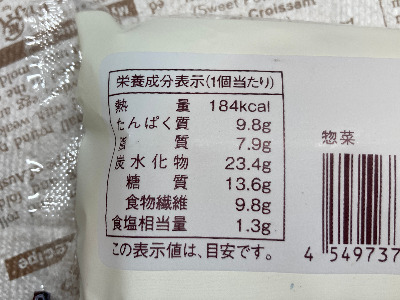 Croissant
栄養成分表示(1個当たり)
熱量 184kcal
たんぱく質 9.8g
質 7.9g
炭水化物 23.4g
糖質 13.6g
食物繊維 9.8g
食塩相当量 1.3g
この表示値は、目安です。
惣菜
4 549737